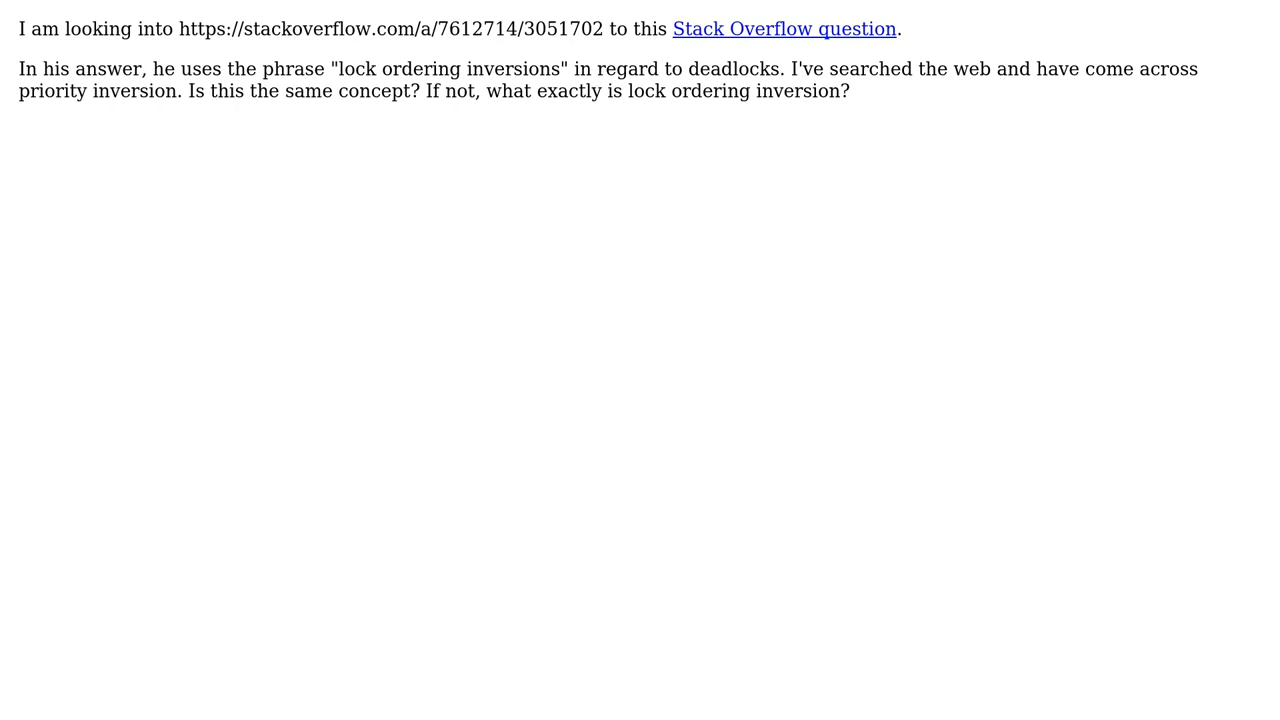 I am looking into https://stackoverflow.com/a/7612714/3051702 to this Stack Overflow question.
In his answer, he uses the phrase "lock ordering inversions" in regard to deadlocks. I've searched the web and have come across
priority inversion. Is this the same concept? If not, what exactly is lock ordering inversion?